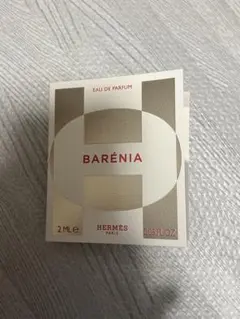 EAU DE PARFUM
BARÉNIA
2 ML ℮
HERMÈS
PARIS